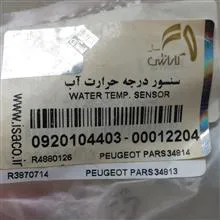 سنسور درجه حرارت آب
WATER TEMP. SENSOR
0920104403-00012204
R4880126 PEUGEOT PARS34814
R3970714 PEUGEOT PARS34813
www.isaco.ir